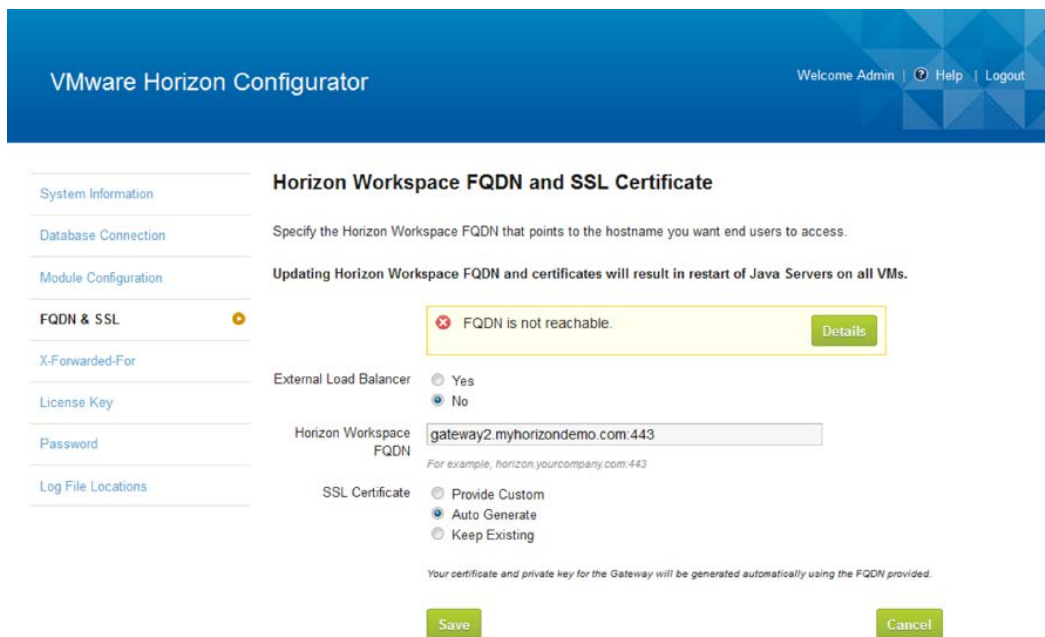 VMware Horizon Configurator
Welcome Admin | ? Help | Logout
System Information
Database Connection
Module Configuration
FQDN & SSL
X-Forwarded-For
License Key
Password
Log File Locations
Horizon Workspace FQDN and SSL Certificate
Specify the Horizon Workspace FQDN that points to the hostname you want end users to access.
Updating Horizon Workspace FQDN and certificates will result in restart of Java Servers on all VMs.
FQDN is not reachable.
Details
External Load Balancer
Yes
No
Horizon Workspace
FQDN
gateway2.myhorizondemo.com:443
For example, horizon.yourcompany.com:443
SSL Certificate
Provide Custom
Auto Generate
Keep Existing
Your certificate and private key for the Gateway will be generated automatically using the FQDN provided.
Save
Cancel